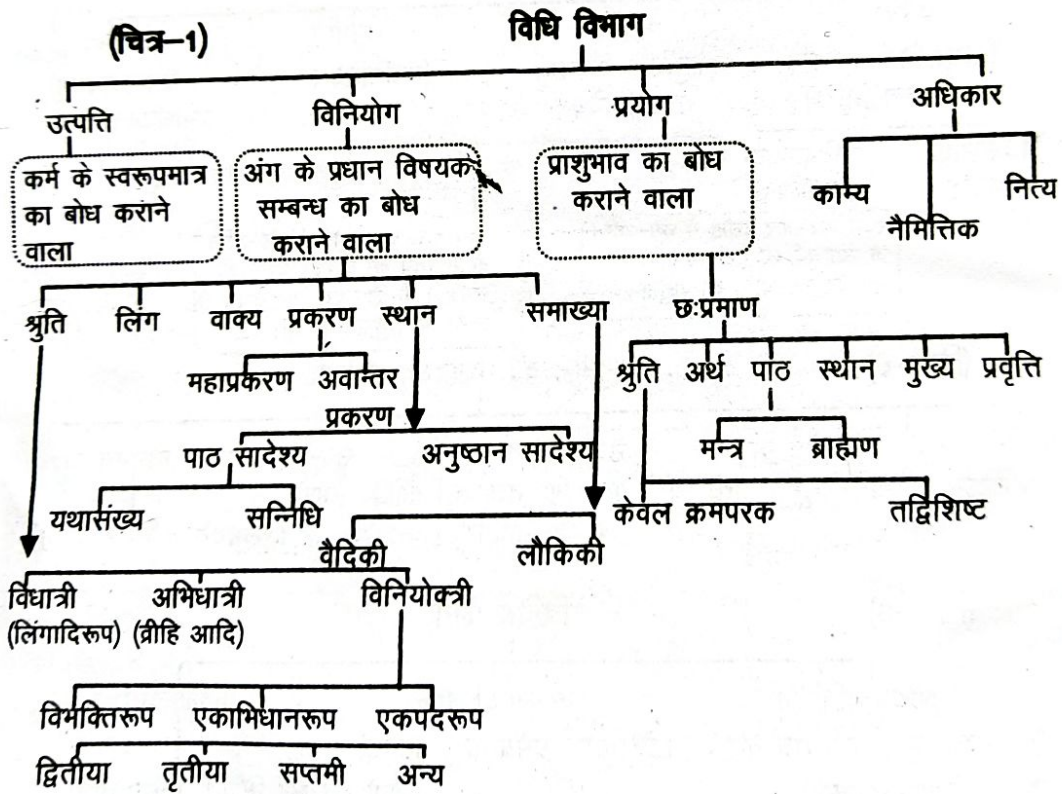 (चित्र–1)
विधि विभाग
उत्पत्ति विनियोग प्रयोग अधिकार
कर्म के स्वरूपमात्र
का बोध कराने
वाला
अंग के प्रधान विषयक
सम्बन्ध का बोध
कराने वाला
प्राशुभाव का बोध
कराने वाला
काम्य नैमित्तिक नित्य
श्रुति लिंग वाक्य प्रकरण स्थान समाख्या
छःप्रमाण
महाप्रकरण अवान्तर
प्रकरण
श्रुति अर्थ पाठ स्थान मुख्य प्रवृत्ति
पाठ सादेश्य अनुष्ठान सादेश्य
मन्त्र ब्राह्मण
यथासंख्य सन्निधि
केवल क्रमपरक तद्विशिष्ट
वैदिकी लौकिकी
विधात्री अभिधात्री विनियोक्त्री
(लिंगादिरूप) (व्रीहि आदि)
विभक्तिरूप एकाभिधानरूप एकपदरूप
द्वितीया तृतीया सप्तमी अन्य